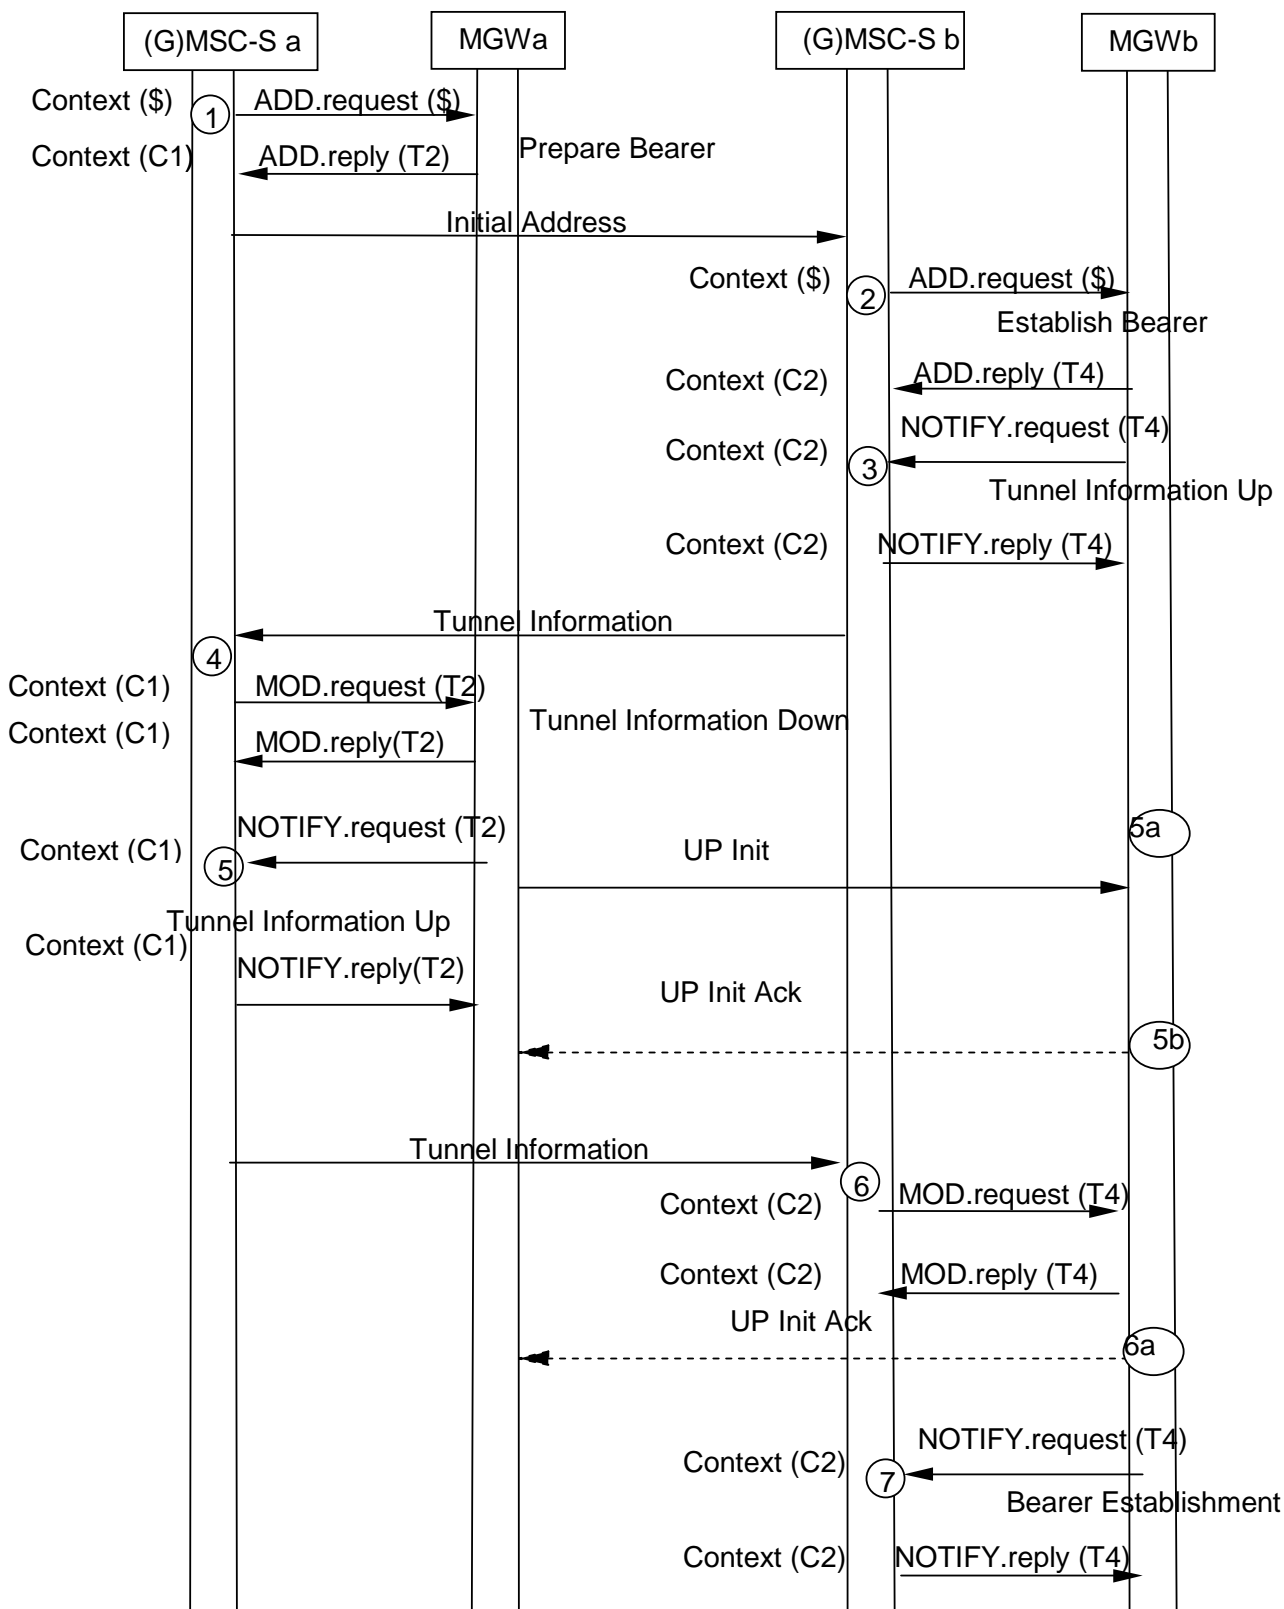 (G)MSC-S a
MGWa
(G)MSC-S b
MGWb
Context ($)
1
ADD.request ($)
Context (C1)
ADD.reply (T2)
Prepare Bearer
Initial Address
Context ($)
2
ADD.request ($)
Establish Bearer
Context (C2)
ADD.reply (T4)
NOTIFY.request (T4)
Context (C2)
3
Tunnel Information Up
Context (C2)
NOTIFY.reply (T4)
Tunnel Information
4
Context (C1)
MOD.request (T2)
Tunnel Information Down
Context (C1)
MOD.reply(T2)
NOTIFY.request (T2)
5a
Context (C1)
5
UP Init
Tunnel Information Up
Context (C1)
NOTIFY.reply(T2)
UP Init Ack
5b
Tunnel Information
6
Context (C2)
MOD.request (T4)
Context (C2)
MOD.reply (T4)
UP Init Ack
6a
NOTIFY.request (T4)
Context (C2)
7
Bearer Establishment
Context (C2)
NOTIFY.reply (T4)